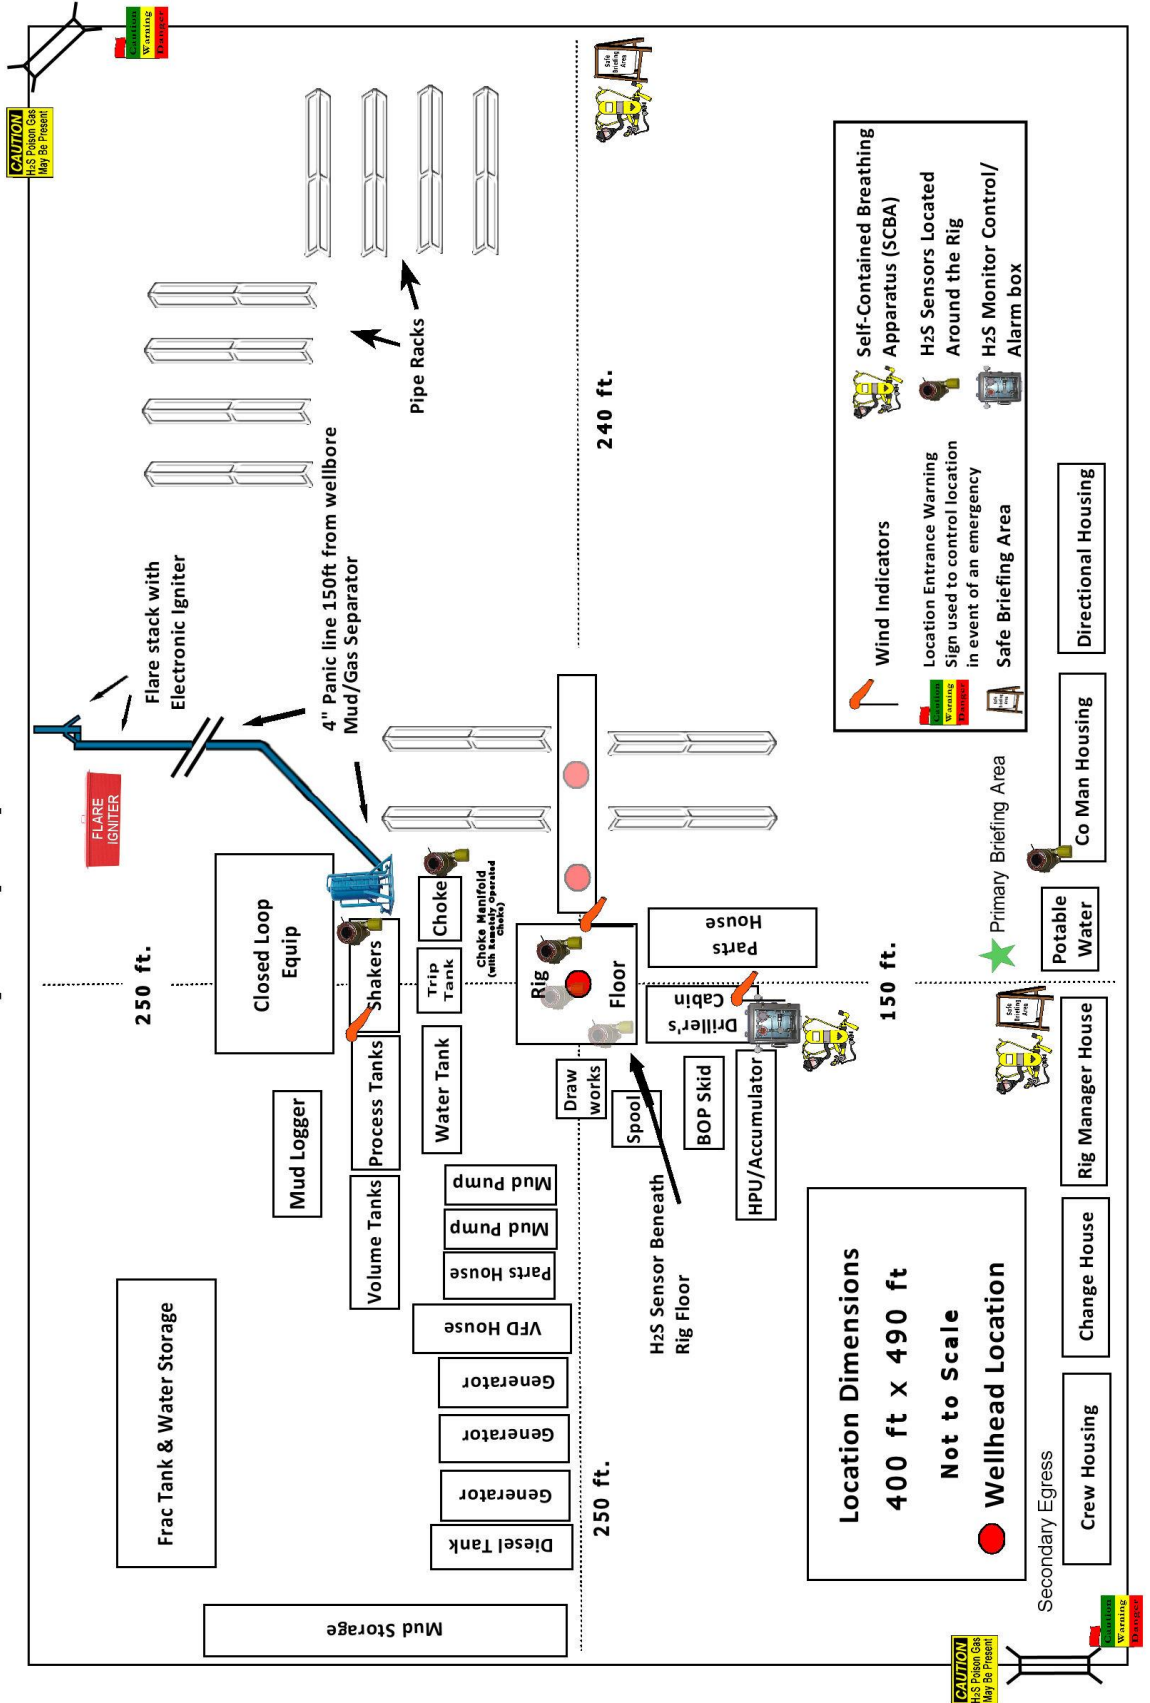 CAUTION
H2S Poison Gas
May Be Present
Caution
Warning
Danger
Safe
Briefing
Area
Pipe Racks
240 ft.
Flare stack with
Electronic Igniter
4" Panic line 150ft from wellbore
Mud/Gas Separator
FLARE
IGNITER
250 ft.
Closed Loop
Equip
Shakers
Choke
Choke Manifold
(with Remotely Operated
Choke)
Trip
Tank
Rig
Floor
Parts
House
Driller's
Cabin
150 ft.
Mud Logger
Process Tanks
Volume Tanks
Water Tank
Draw
works
Spool
BOP Skid
HPU/Accumulator
H2S Sensor Beneath
Rig Floor
Mud Pump
Mud Pump
Parts House
VFD House
Generator
Generator
Generator
Diesel Tank
Frac Tank & Water Storage
Mud Storage
250 ft.
Wind Indicators
Caution
Warning
Danger
Location Entrance Warning
Sign used to control location
in event of an emergency
Safe
Briefing
Area
Safe Briefing Area
Self-Contained Breathing
Apparatus (SCBA)
H2S Sensors Located
Around the Rig
H2S Monitor Control/
Alarm box
Directional Housing
Co Man Housing
Primary Briefing Area
Potable
Water
Safe
Briefing
Area
Rig Manager House
Change House
Crew Housing
Secondary Egress
Location Dimensions
400 ft x 490 ft
Not to Scale
Wellhead Location
CAUTION
H2S Poison Gas
May Be Present
Caution
Warning
Danger